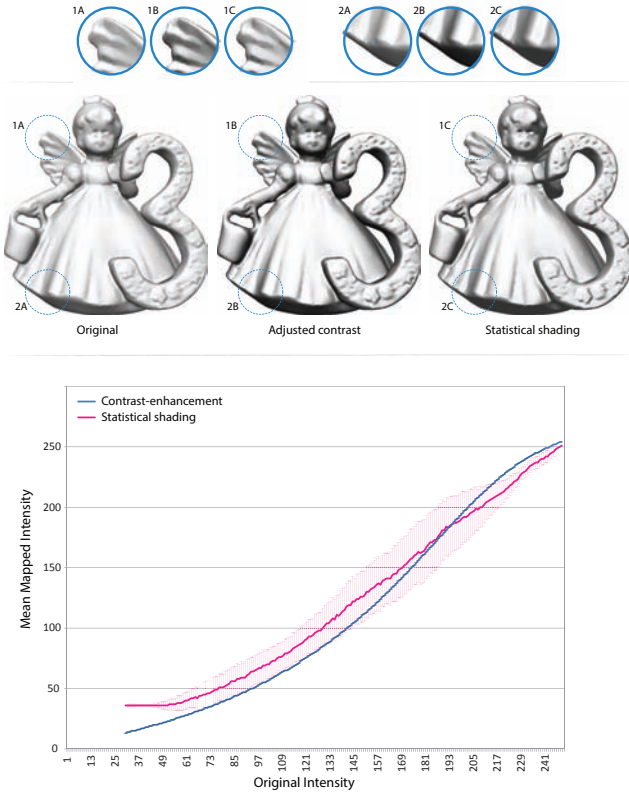 1A 1B 1C 2A 2B 2C
1A 1B 1C
2A 2B 2C
Original Adjusted contrast Statistical shading
Contrast-enhancement
Statistical shading
250
200
150
100
50
0
Mean Mapped Intensity
1 13 25 37 49 61 73 85 97 109 121 133 145 157 169 181 193 205 217 229 241
Original Intensity